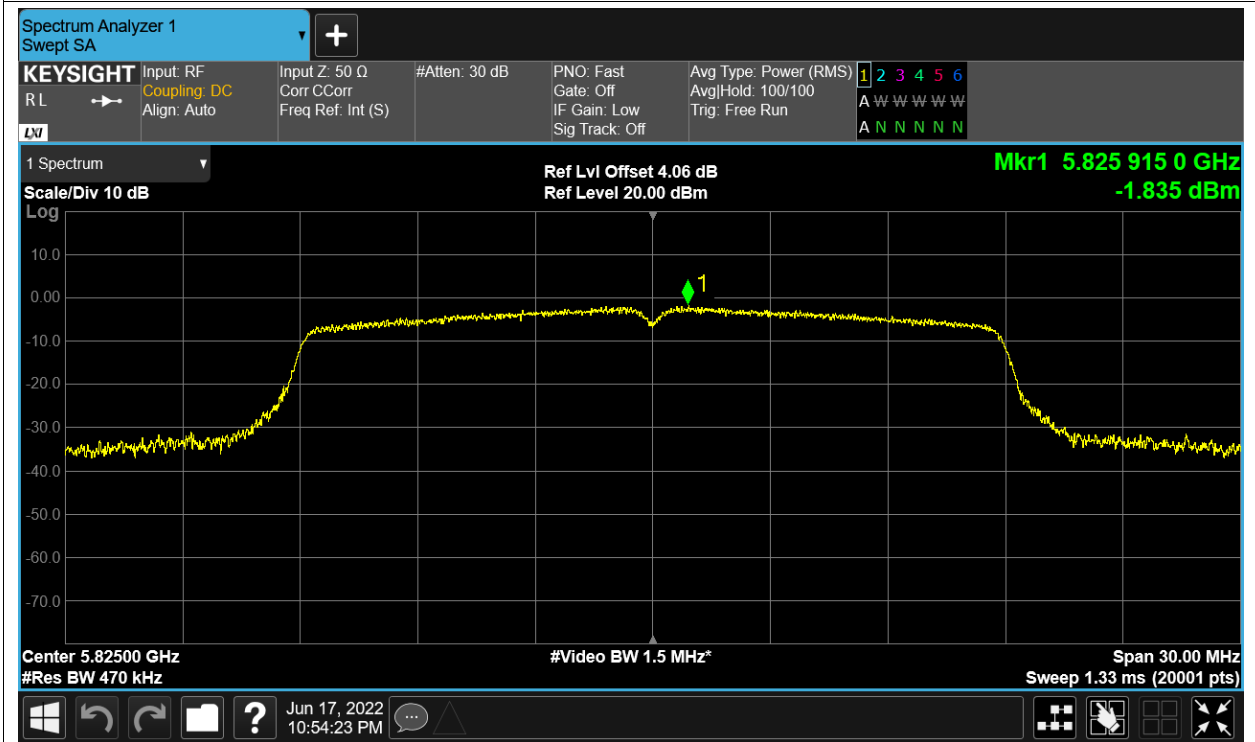 Spectrum Analyzer 1
Swept SA
KEYSIGHT
R L
LXI
Input: RF
Coupling: DC
Align: Auto
Input Z: 50 Ω
Corr CCorr
Freq Ref: Int (S)
#Atten: 30 dB
PNO: Fast
Gate: Off
IF Gain: Low
Sig Track: Off
Avg Type: Power (RMS)
Avg|Hold: 100/100
Trig: Free Run
1 2 3 4 5 6
A W W W W W
A N N N N N
1 Spectrum
Scale/Div 10 dB
Log
Ref Lvl Offset 4.06 dB
Ref Level 20.00 dBm
Mkr1 5.825 915 0 GHz
-1.835 dBm
10.0
0.00
-10.0
-20.0
-30.0
-40.0
-50.0
-60.0
-70.0
1
Center 5.82500 GHz
#Res BW 470 kHz
#Video BW 1.5 MHz*
Span 30.00 MHz
Sweep 1.33 ms (20001 pts)
?
Jun 17, 2022
10:54:23 PM